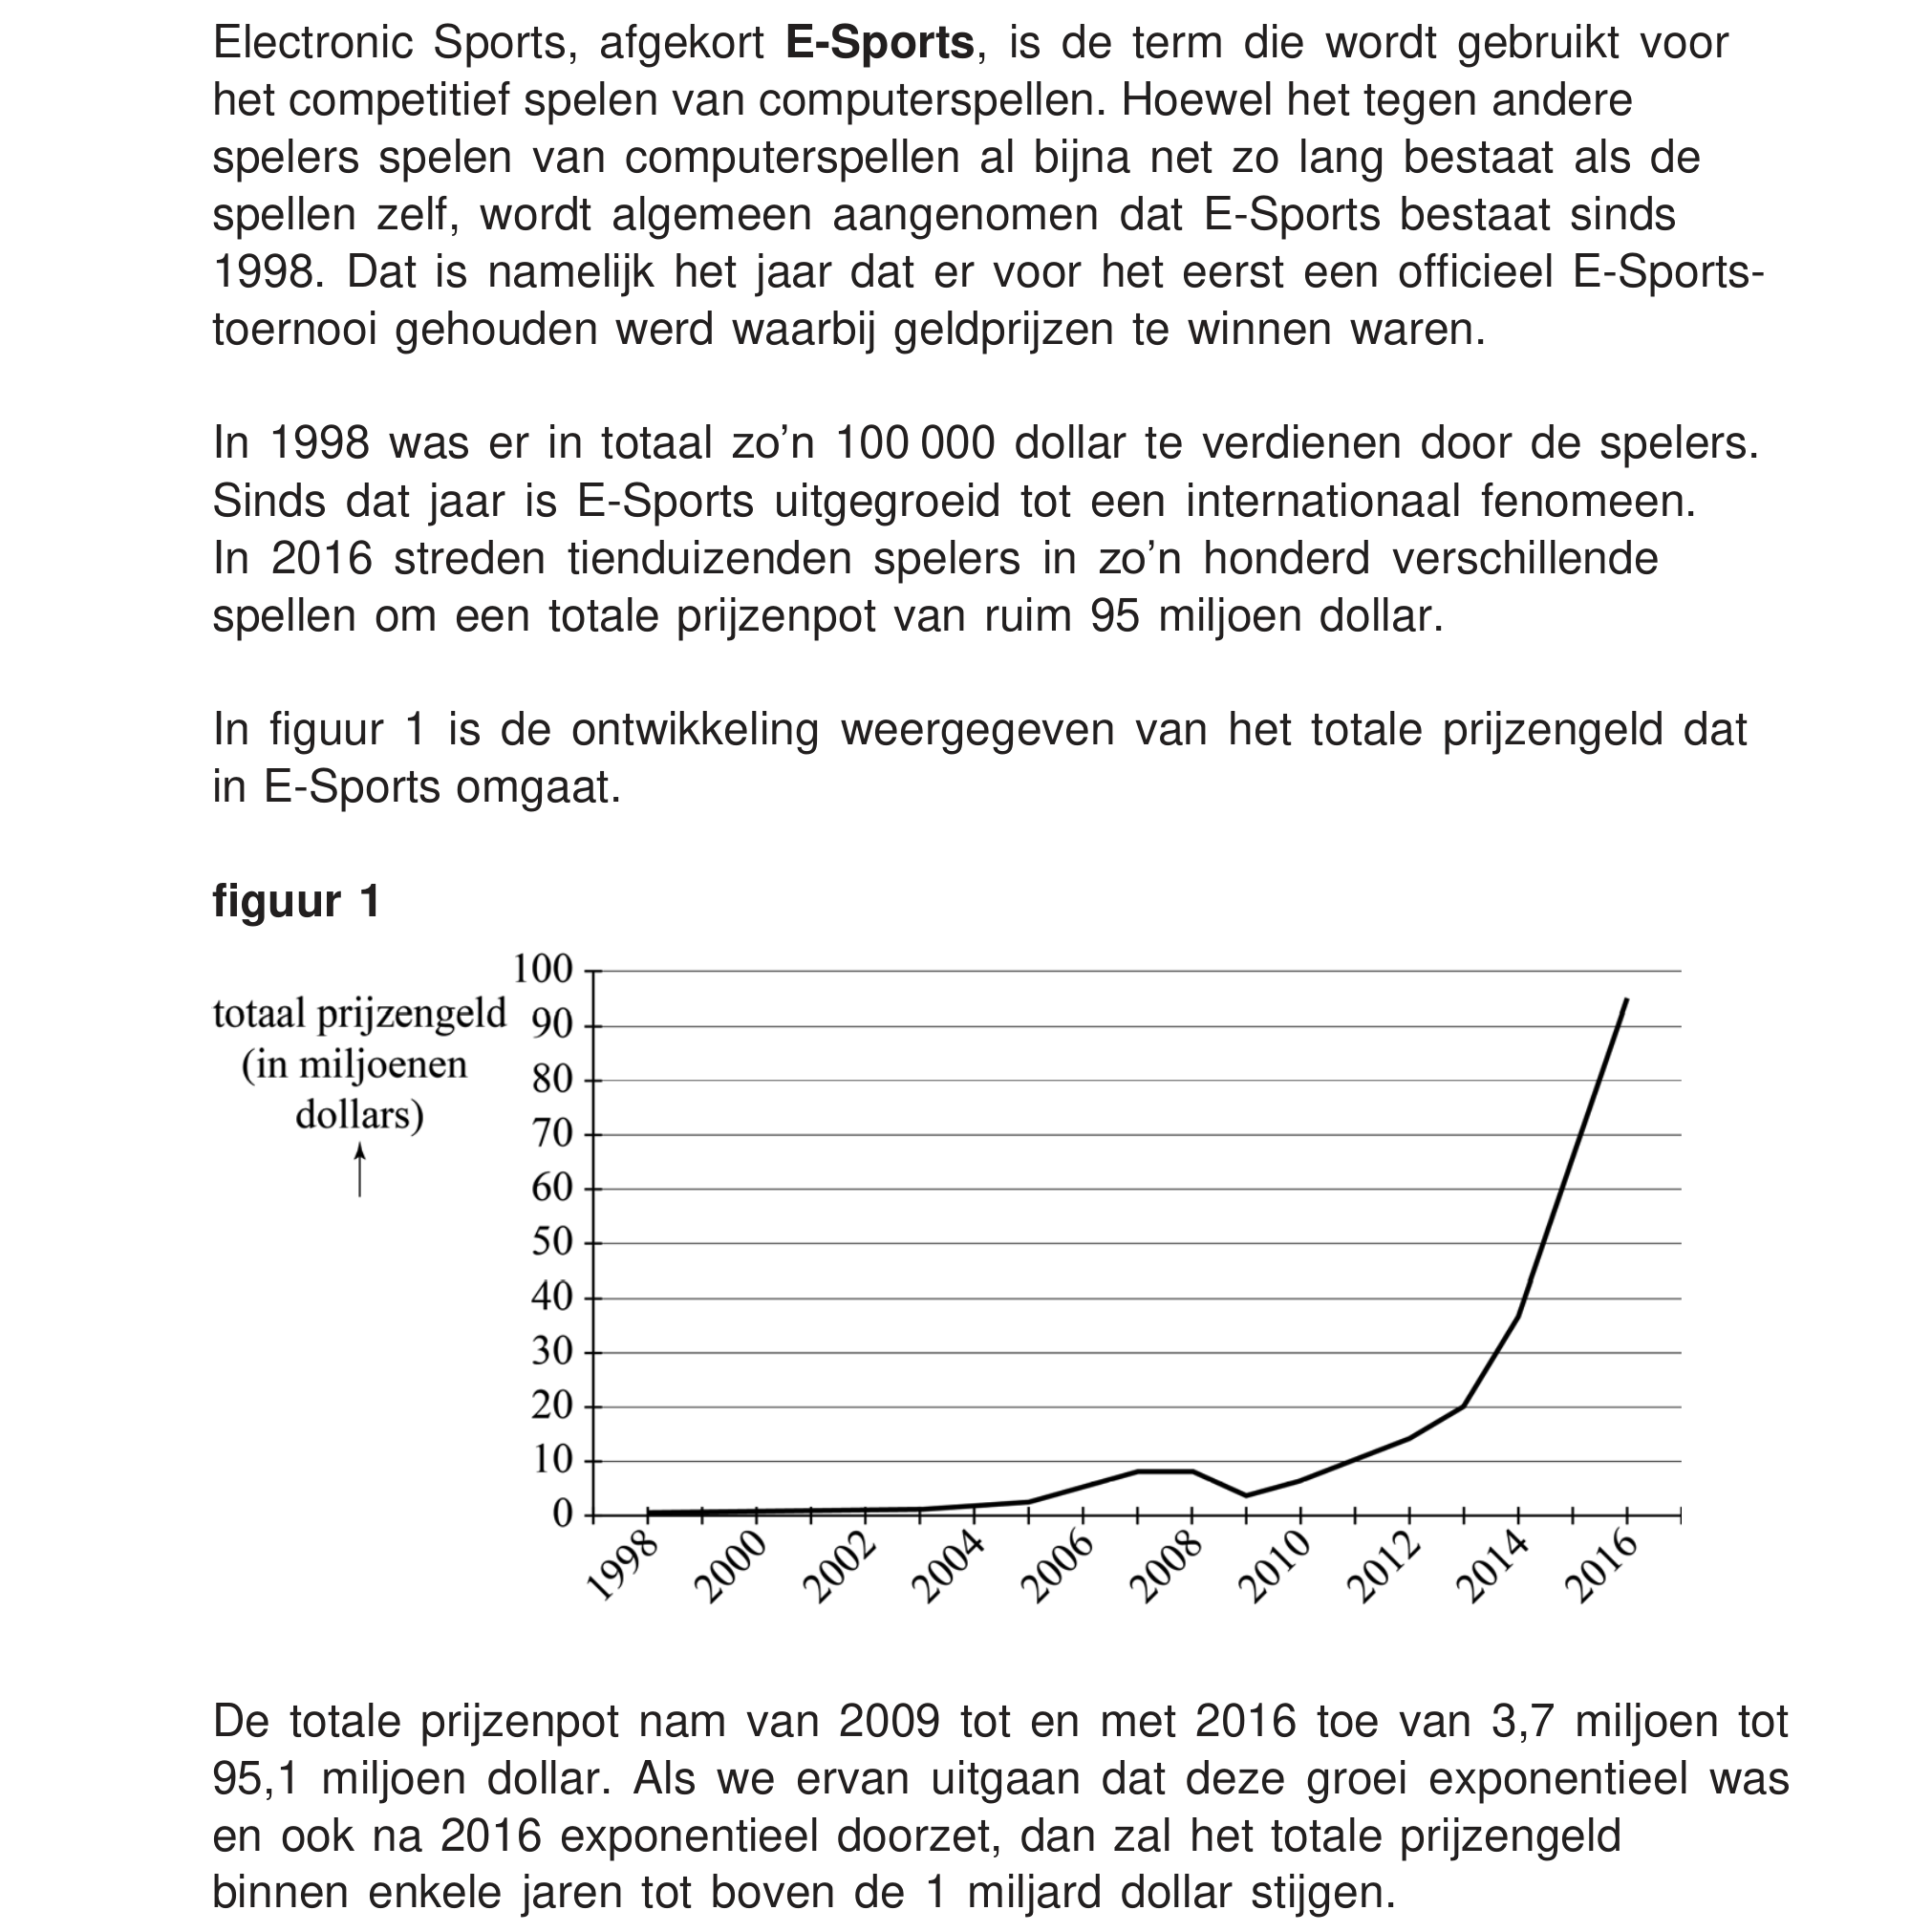 Electronic Sports, afgekort E-Sports, is de term die wordt gebruikt voor
het competitief spelen van computerspellen. Hoewel het tegen andere
spelers spelen van computerspellen al bijna net zo lang bestaat als de
spellen zelf, wordt algemeen aangenomen dat E-Sports bestaat sinds
1998. Dat is namelijk het jaar dat er voor het eerst een officieel E-Sports-
toernooi gehouden werd waarbij geldprijzen te winnen waren.
In 1998 was er in totaal zo’n 100 000 dollar te verdienen door de spelers.
Sinds dat jaar is E-Sports uitgegroeid tot een internationaal fenomeen.
In 2016 streden tienduizenden spelers in zo’n honderd verschillende
spellen om een totale prijzenpot van ruim 95 miljoen dollar.
In figuur 1 is de ontwikkeling weergegeven van het totale prijzengeld dat
in E-Sports omgaat.
figuur 1
totaal prijzengeld
(in miljoenen
dollars)
100
90
80
70
60
50
40
30
20
10
0
1998
2000
2002
2004
2006
2008
2010
2012
2014
2016
De totale prijzenpot nam van 2009 tot en met 2016 toe van 3,7 miljoen tot
95,1 miljoen dollar. Als we ervan uitgaan dat deze groei exponentieel was
en ook na 2016 exponentieel doorzet, dan zal het totale prijzengeld
binnen enkele jaren tot boven de 1 miljard dollar stijgen.